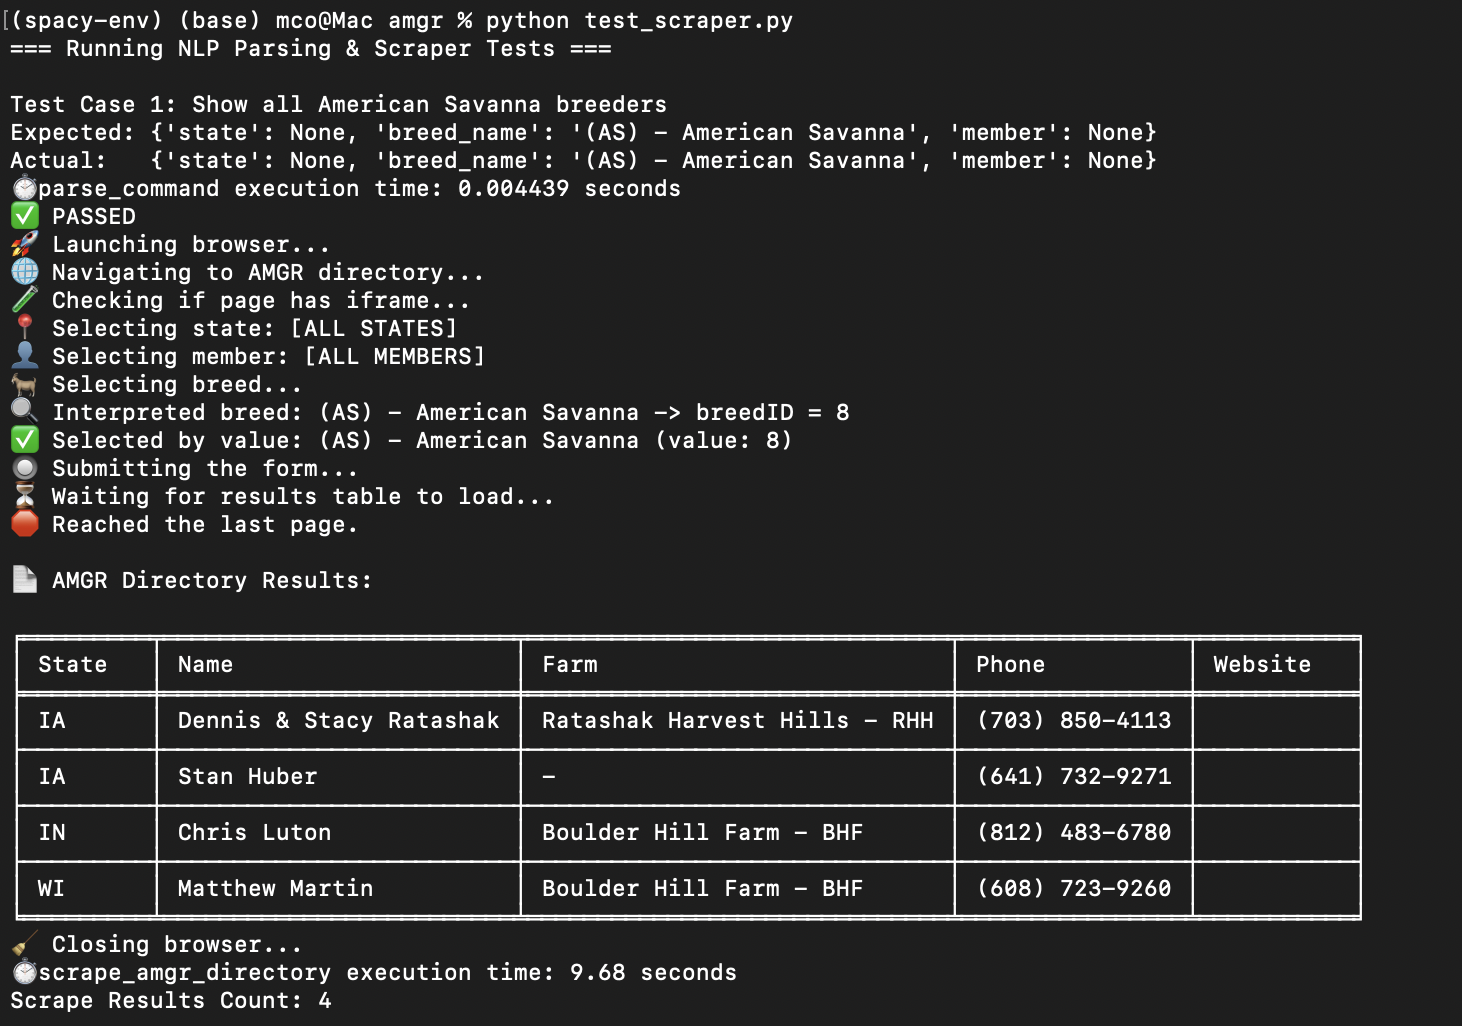 [(spacy-env) (base) mco@Mac amgr % python test_scraper.py
=== Running NLP Parsing & Scraper Tests ===
Test Case 1: Show all American Savanna breeders
Expected: {'state': None, 'breed_name': '(AS) - American Savanna', 'member': None}
Actual:   {'state': None, 'breed_name': '(AS) - American Savanna', 'member': None}
⏱parse_command execution time: 0.004439 seconds
✅ PASSED
🚀 Launching browser...
🌐 Navigating to AMGR directory...
🧪 Checking if page has iframe...
📍 Selecting state: [ALL STATES]
👤 Selecting member: [ALL MEMBERS]
🐐 Selecting breed...
🔍 Interpreted breed: (AS) - American Savanna -> breedID = 8
✅ Selected by value: (AS) - American Savanna (value: 8)
🔘 Submitting the form...
⏳ Waiting for results table to load...
🛑 Reached the last page.
📄 AMGR Directory Results:
State Name Farm Phone Website
IA Dennis & Stacy Ratashak Ratashak Harvest Hills - RHH (703) 850-4113
IA Stan Huber - (641) 732-9271
IN Chris Luton Boulder Hill Farm - BHF (812) 483-6780
WI Matthew Martin Boulder Hill Farm - BHF (608) 723-9260
🧹 Closing browser...
⏱scrape_amgr_directory execution time: 9.68 seconds
Scrape Results Count: 4